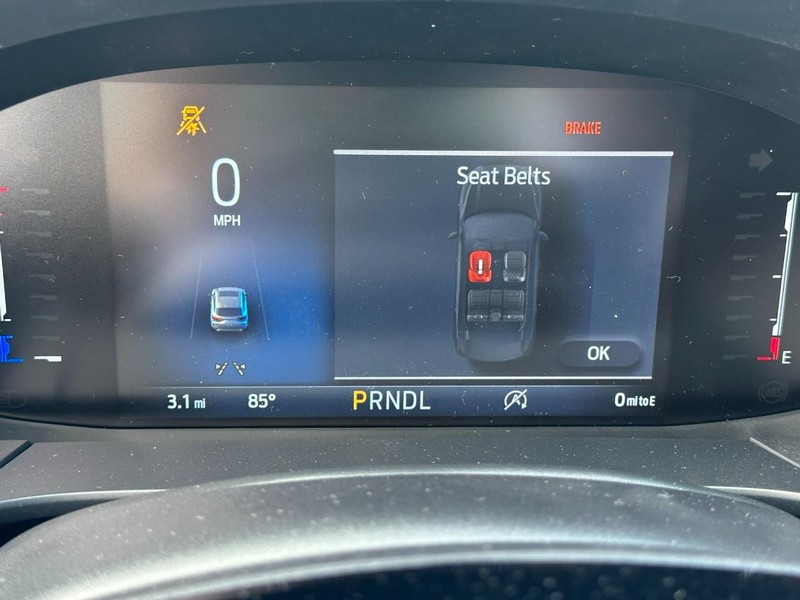 BRAKE
0
MPH
Seat Belts
!
OK
3.1 mi 85° PRNDL 0 mi to E
E